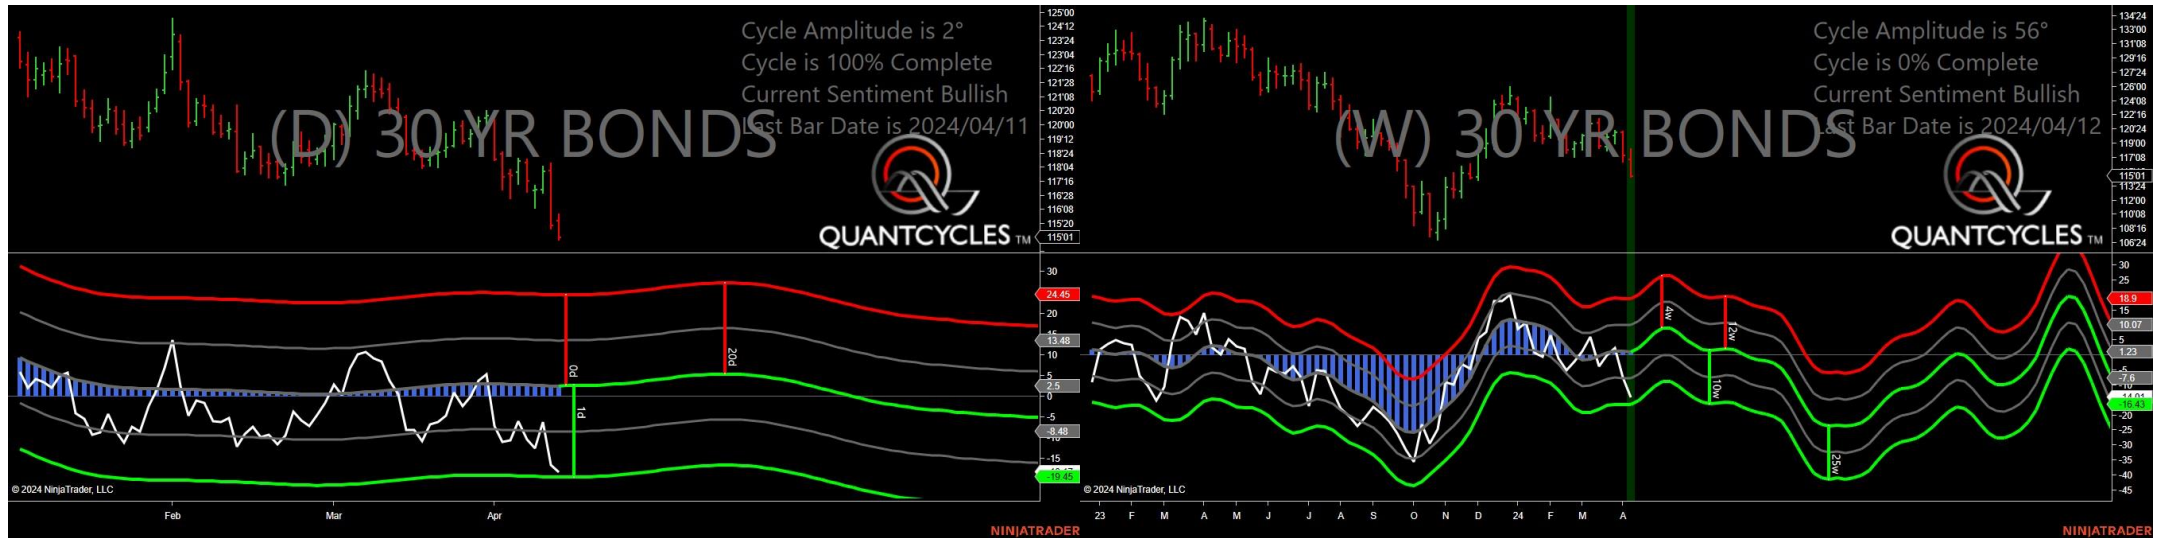 Cycle Amplitude is 2°
Cycle is 100% Complete
Current Sentiment Bullish
Last Bar Date is 2024/04/11
(D) 30 YR BONDS
QUANTCYCLES TM
125'00
124'12
123'24
123'04
122'16
121'28
121'08
120'20
120'00
119'12
118'24
118'04
117'16
116'28
116'08
115'20
115'01
30
24.45
20
15
13.48
10
5
2.5
0
-5
-8.48
-10
-15
-19.45
0d
1d
20d
© 2024 NinjaTrader, LLC
Feb
Mar
Apr
NINJATRADER
Cycle Amplitude is 56°
Cycle is 0% Complete
Current Sentiment Bullish
Last Bar Date is 2024/04/12
(W) 30 YR BONDS
QUANTCYCLES TM
134'24
133'00
131'08
129'16
127'24
126'00
124'08
122'16
120'24
119'00
117'08
115'01
113'24
112'00
110'08
108'16
106'24
30
25
18.9
15
10.07
5
1.23
-5
-7.6
-10
-16.43
-20
-25
-30
-35
-40
-45
4w
12w
10w
25w
© 2024 NinjaTrader, LLC
23
F
M
A
M
J
J
A
S
O
N
D
24
F
M
A
NINJATRADER